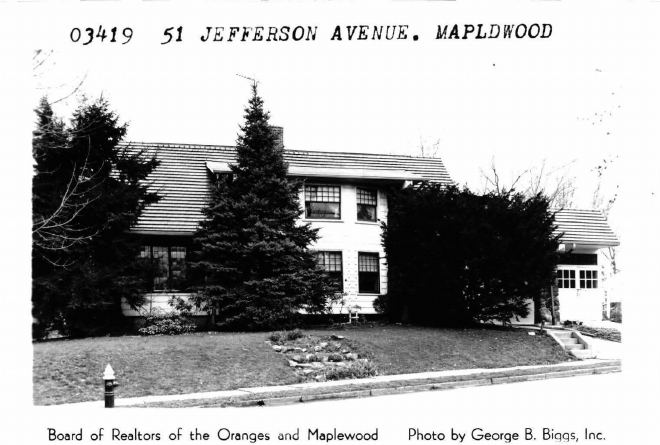 03419 51 JEFFERSON AVENUE. MAPLDWOOD
Board of Realtors of the Oranges and Maplewood Photo by George B. Biggs, Inc.